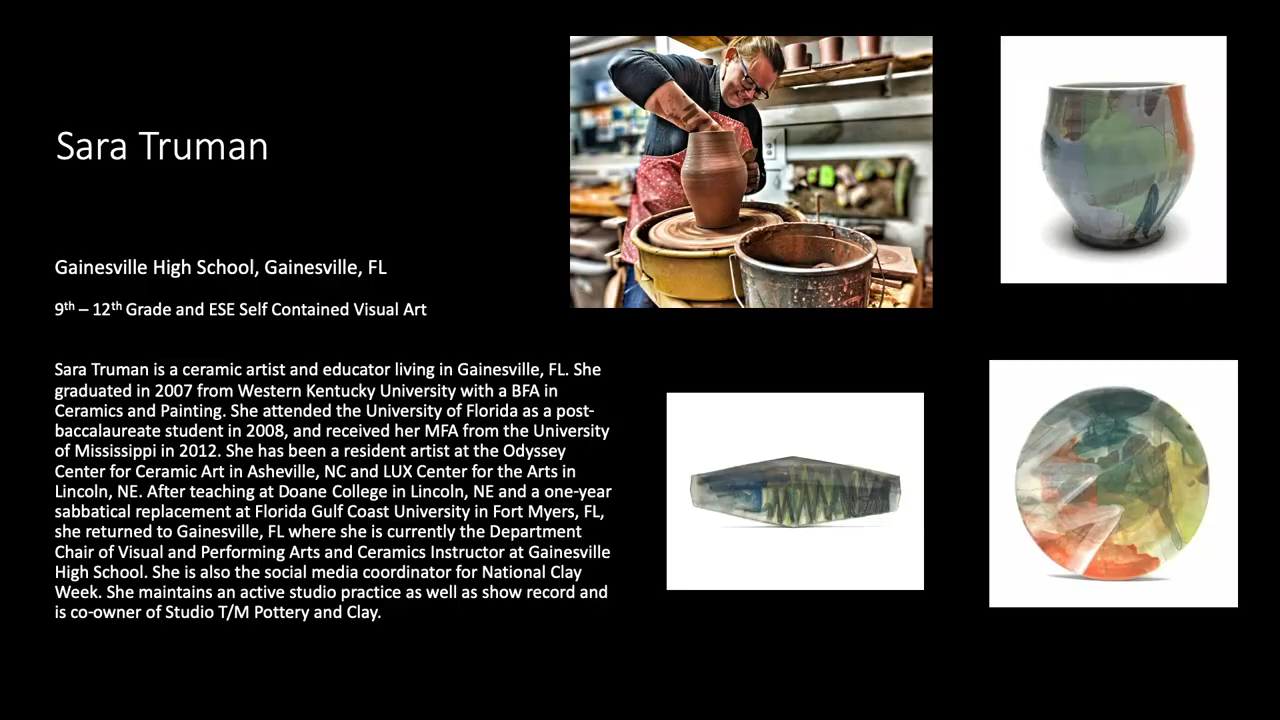 Sara Truman
Gainesville High School, Gainesville, FL
9th – 12th Grade and ESE Self Contained Visual Art
Sara Truman is a ceramic artist and educator living in Gainesville, FL. She
graduated in 2007 from Western Kentucky University with a BFA in
Ceramics and Painting. She attended the University of Florida as a post-
baccalaureate student in 2008, and received her MFA from the University
of Mississippi in 2012. She has been a resident artist at the Odyssey
Center for Ceramic Art in Asheville, NC and LUX Center for the Arts in
Lincoln, NE. After teaching at Doane College in Lincoln, NE and a one-year
sabbatical replacement at Florida Gulf Coast University in Fort Myers, FL,
she returned to Gainesville, FL where she is currently the Department
Chair of Visual and Performing Arts and Ceramics Instructor at Gainesville
High School. She is also the social media coordinator for National Clay
Week. She maintains an active studio practice as well as show record and
is co-owner of Studio T/M Pottery and Clay.